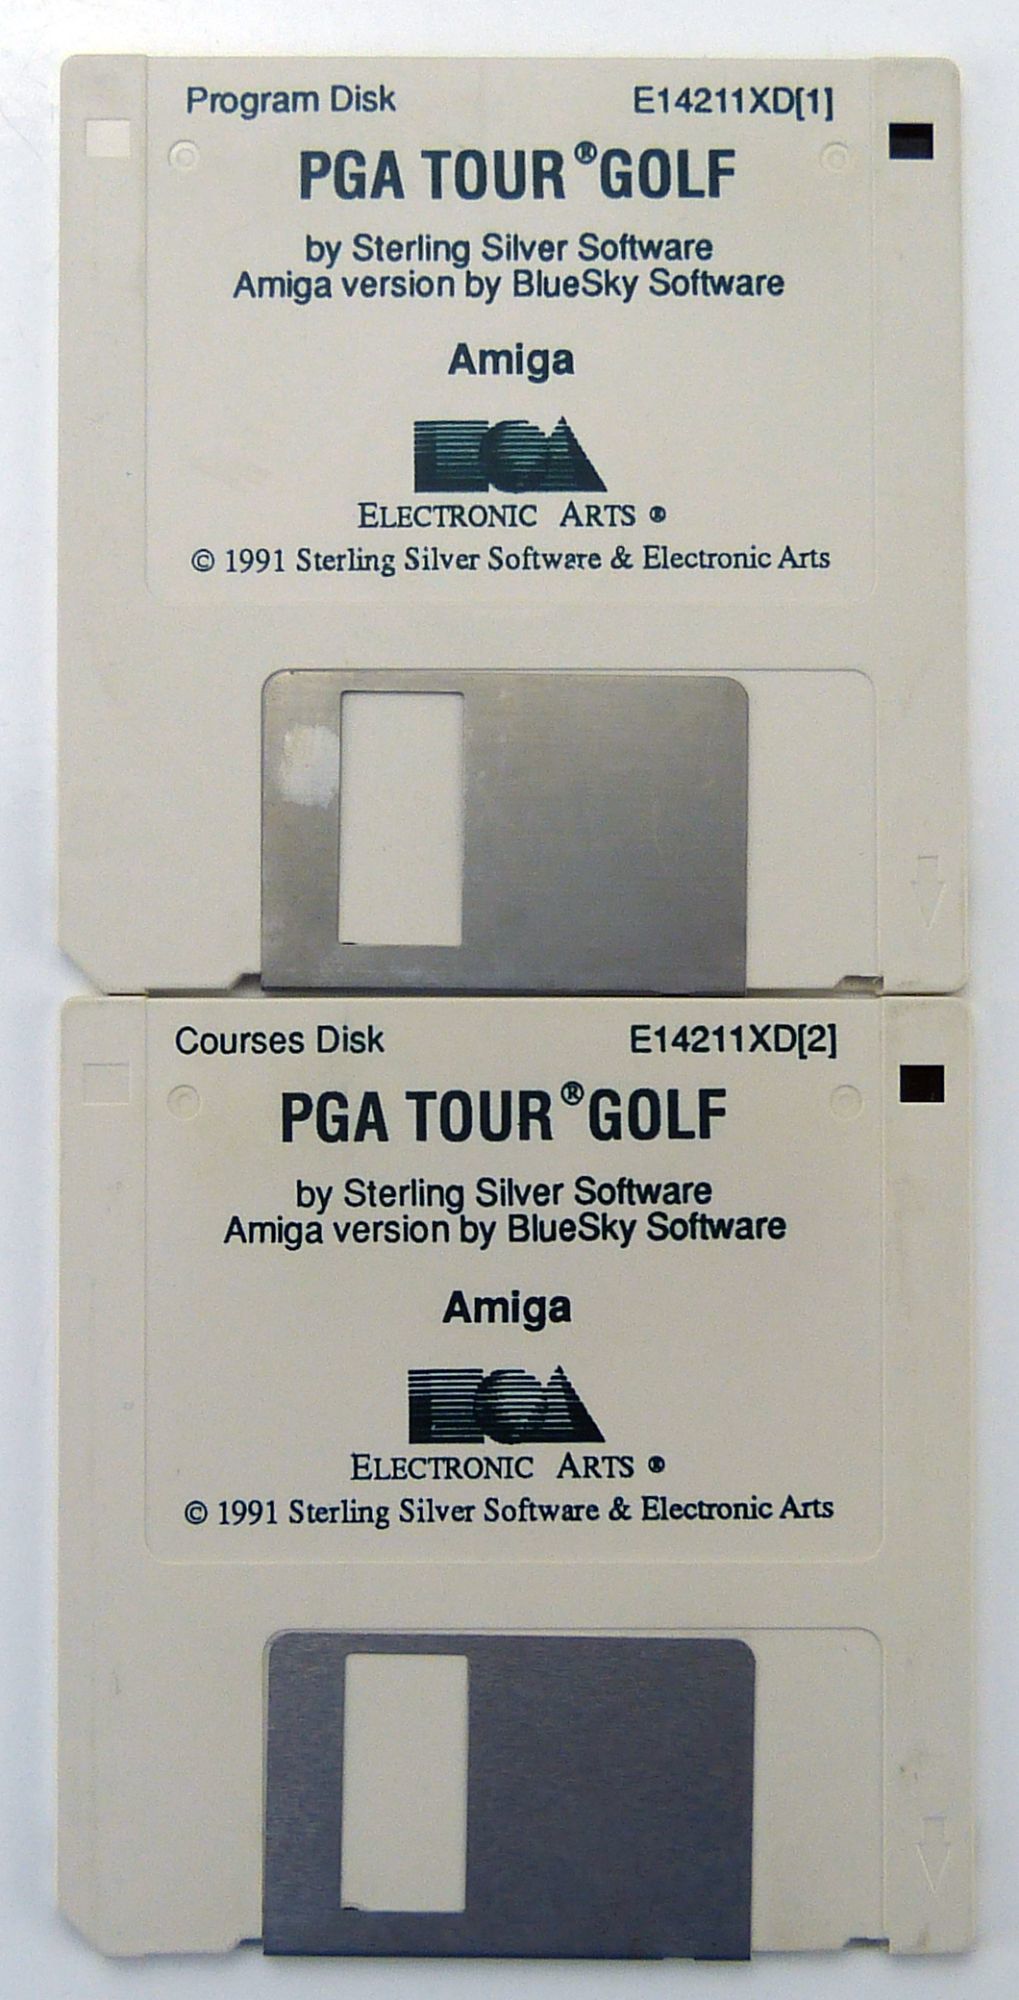 Program Disk E14211XD[1]
PGA TOUR® GOLF
by Sterling Silver Software
Amiga version by BlueSky Software
Amiga
EOA
ELECTRONIC ARTS ®
© 1991 Sterling Silver Software & Electronic Arts
Courses Disk E14211XD[2]
PGA TOUR® GOLF
by Sterling Silver Software
Amiga version by BlueSky Software
Amiga
EOA
ELECTRONIC ARTS ®
© 1991 Sterling Silver Software & Electronic Arts